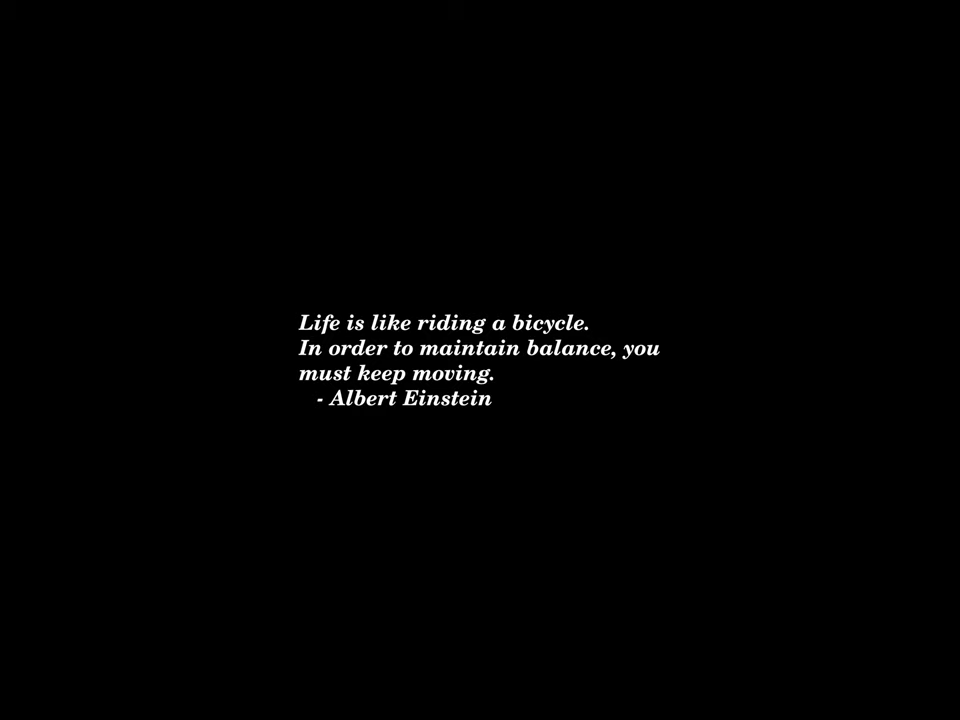 Life is like riding a bicycle.
In order to maintain balance, you
must keep moving.
- Albert Einstein